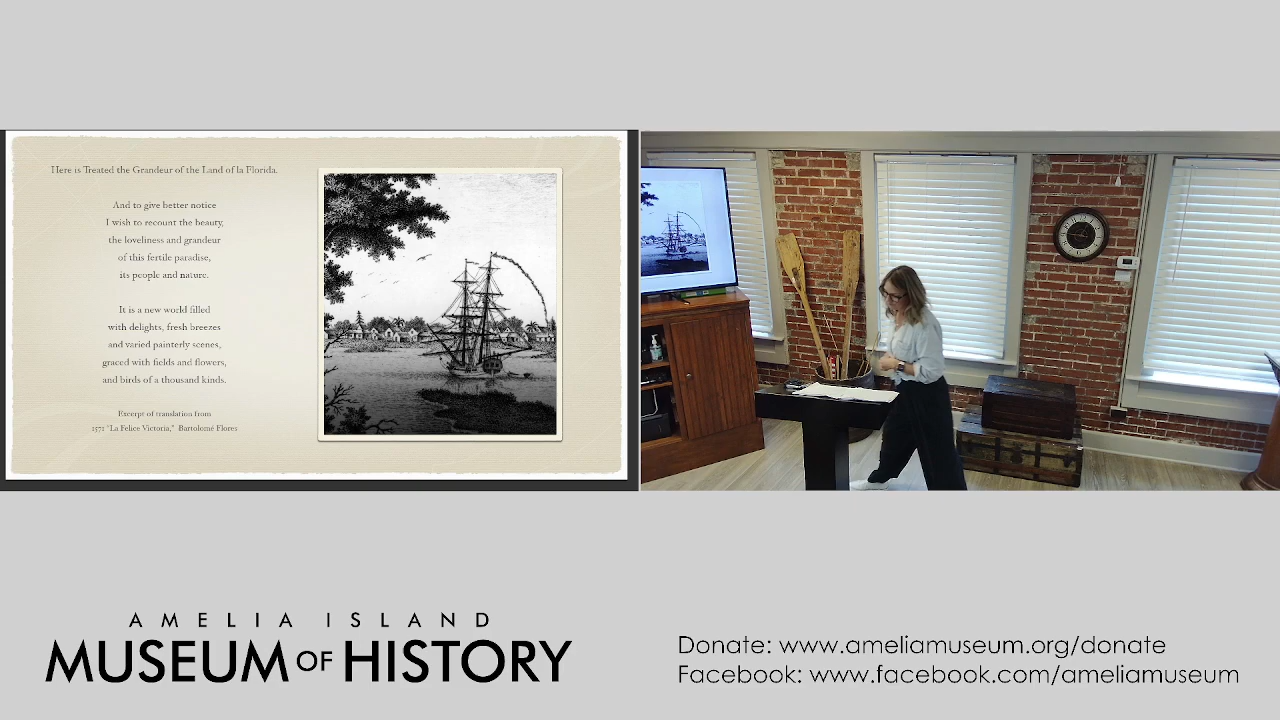 Here is Treated the Grandeur of the Land of la Florida.
And to give better notice
I wish to recount the beauty,
the loveliness and grandeur
of this fertile paradise,
its people and nature.
It is a new world filled
with delights, fresh breezes
and varied painterly scenes,
graced with fields and flowers,
and birds of a thousand kinds.
Excerpt of translation from
1571 "La Felice Victoria," Bartolomé Flores
AMELIA ISLAND
MUSEUM OF HISTORY
Donate: www.ameliamuseum.org/donate
Facebook: www.facebook.com/ameliamuseum